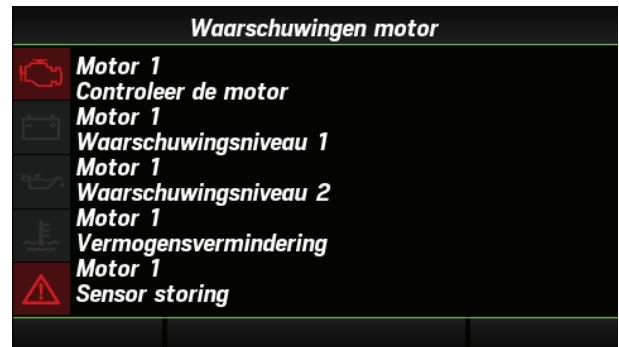 Waarschuwingen motor
Motor 1
Controleer de motor
Motor 1
Waarschuwingsniveau 1
Motor 1
Waarschuwingsniveau 2
Motor 1
Vermogensvermindering
Motor 1
Sensor storing